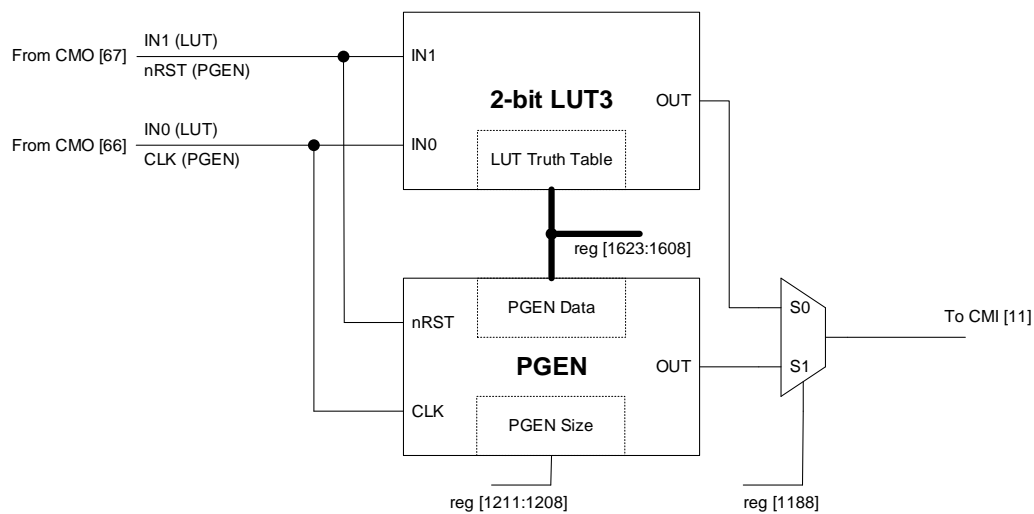 From CMO [67]
IN1 (LUT)
nRST (PGEN)
IN1
2-bit LUT3
OUT
From CMO [66]
IN0 (LUT)
CLK (PGEN)
IN0
LUT Truth Table
reg [1623:1608]
PGEN Data
nRST
PGEN
OUT
CLK
PGEN Size
S0
S1
To CMI [11]
reg [1211:1208]
reg [1188]